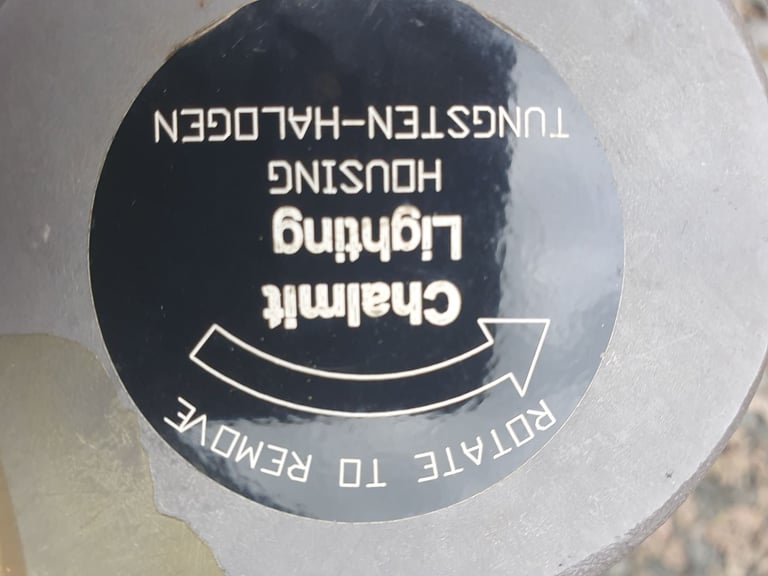 ROTATE TO REMOVE
Chalmit
Lighting
HOUSING
TUNGSTEN-HALOGEN